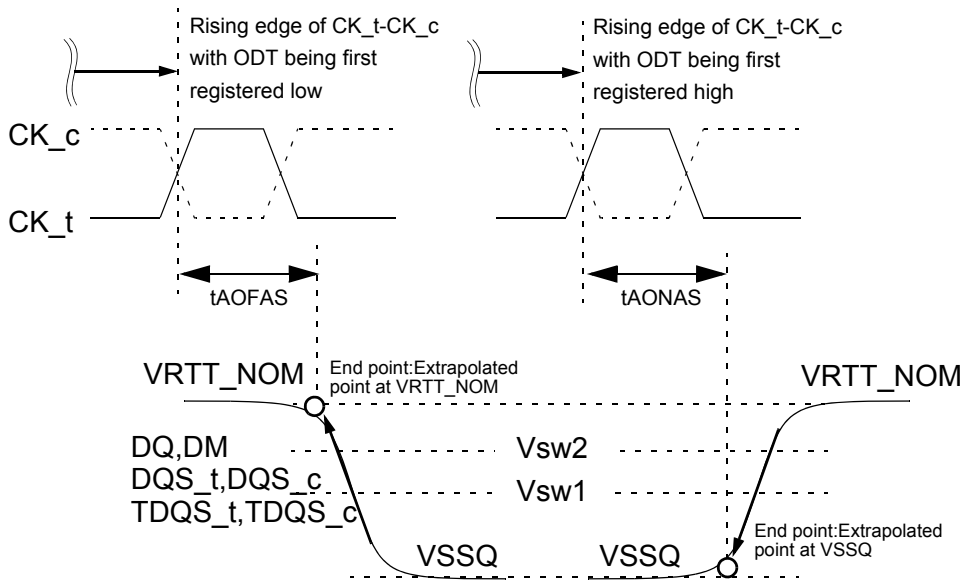 Rising edge of CK_t-CK_c
with ODT being first
registered low
Rising edge of CK_t-CK_c
with ODT being first
registered high
CK_c
CK_t
tAOFAS
tAONAS
VRTT_NOM
End point:Extrapolated
point at VRTT_NOM
VRTT_NOM
DQ,DM
DQS_t,DQS_c
TDQS_t,TDQS_c
Vsw2
Vsw1
VSSQ
VSSQ
End point:Extrapolated
point at VSSQ